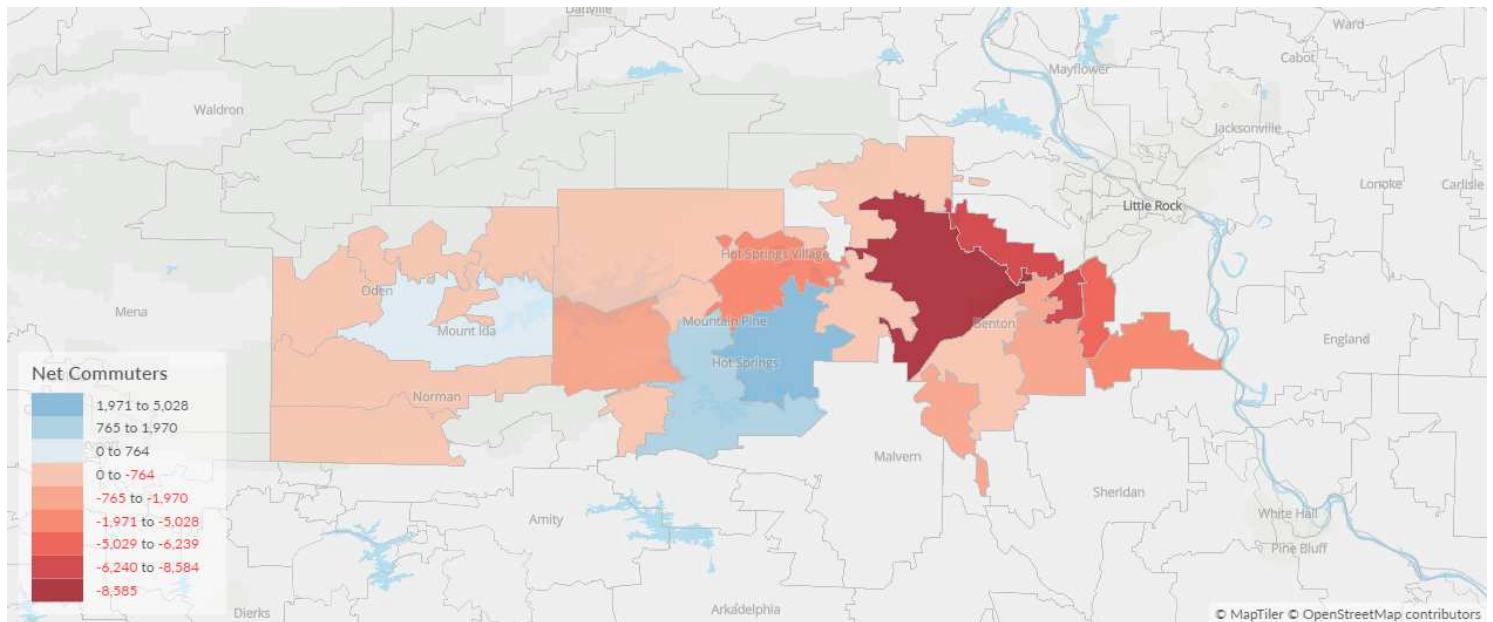 Danville
Ward
Cabot
Mayflower
Waldron
Jacksonville
Lonoke
Carlisle
Little Rock
Hot Springs Village
Oden
Mena
Mount Ida
Mountain Pine
Benton
England
Hot Springs
Norman
Malvern
Sheridan
Amity
White Hall
Pine Bluff
Arkadelphia
Dierks
Net Commuters
1,971 to 5,028
765 to 1,970
0 to 764
0 to -764
-765 to -1,970
-1,971 to -5,028
-5,029 to -6,239
-6,240 to -8,584
-8,585
© MapTiler © OpenStreetMap contributors